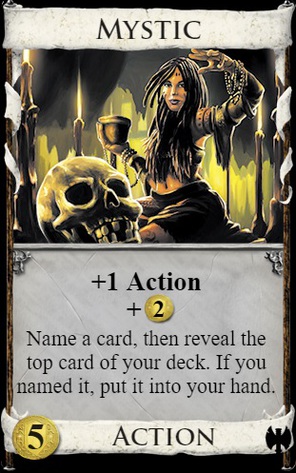 MYSTIC
+1 Action
+ 2
Name a card, then reveal the
top card of your deck. If you
named it, put it into your hand.
5
ACTION